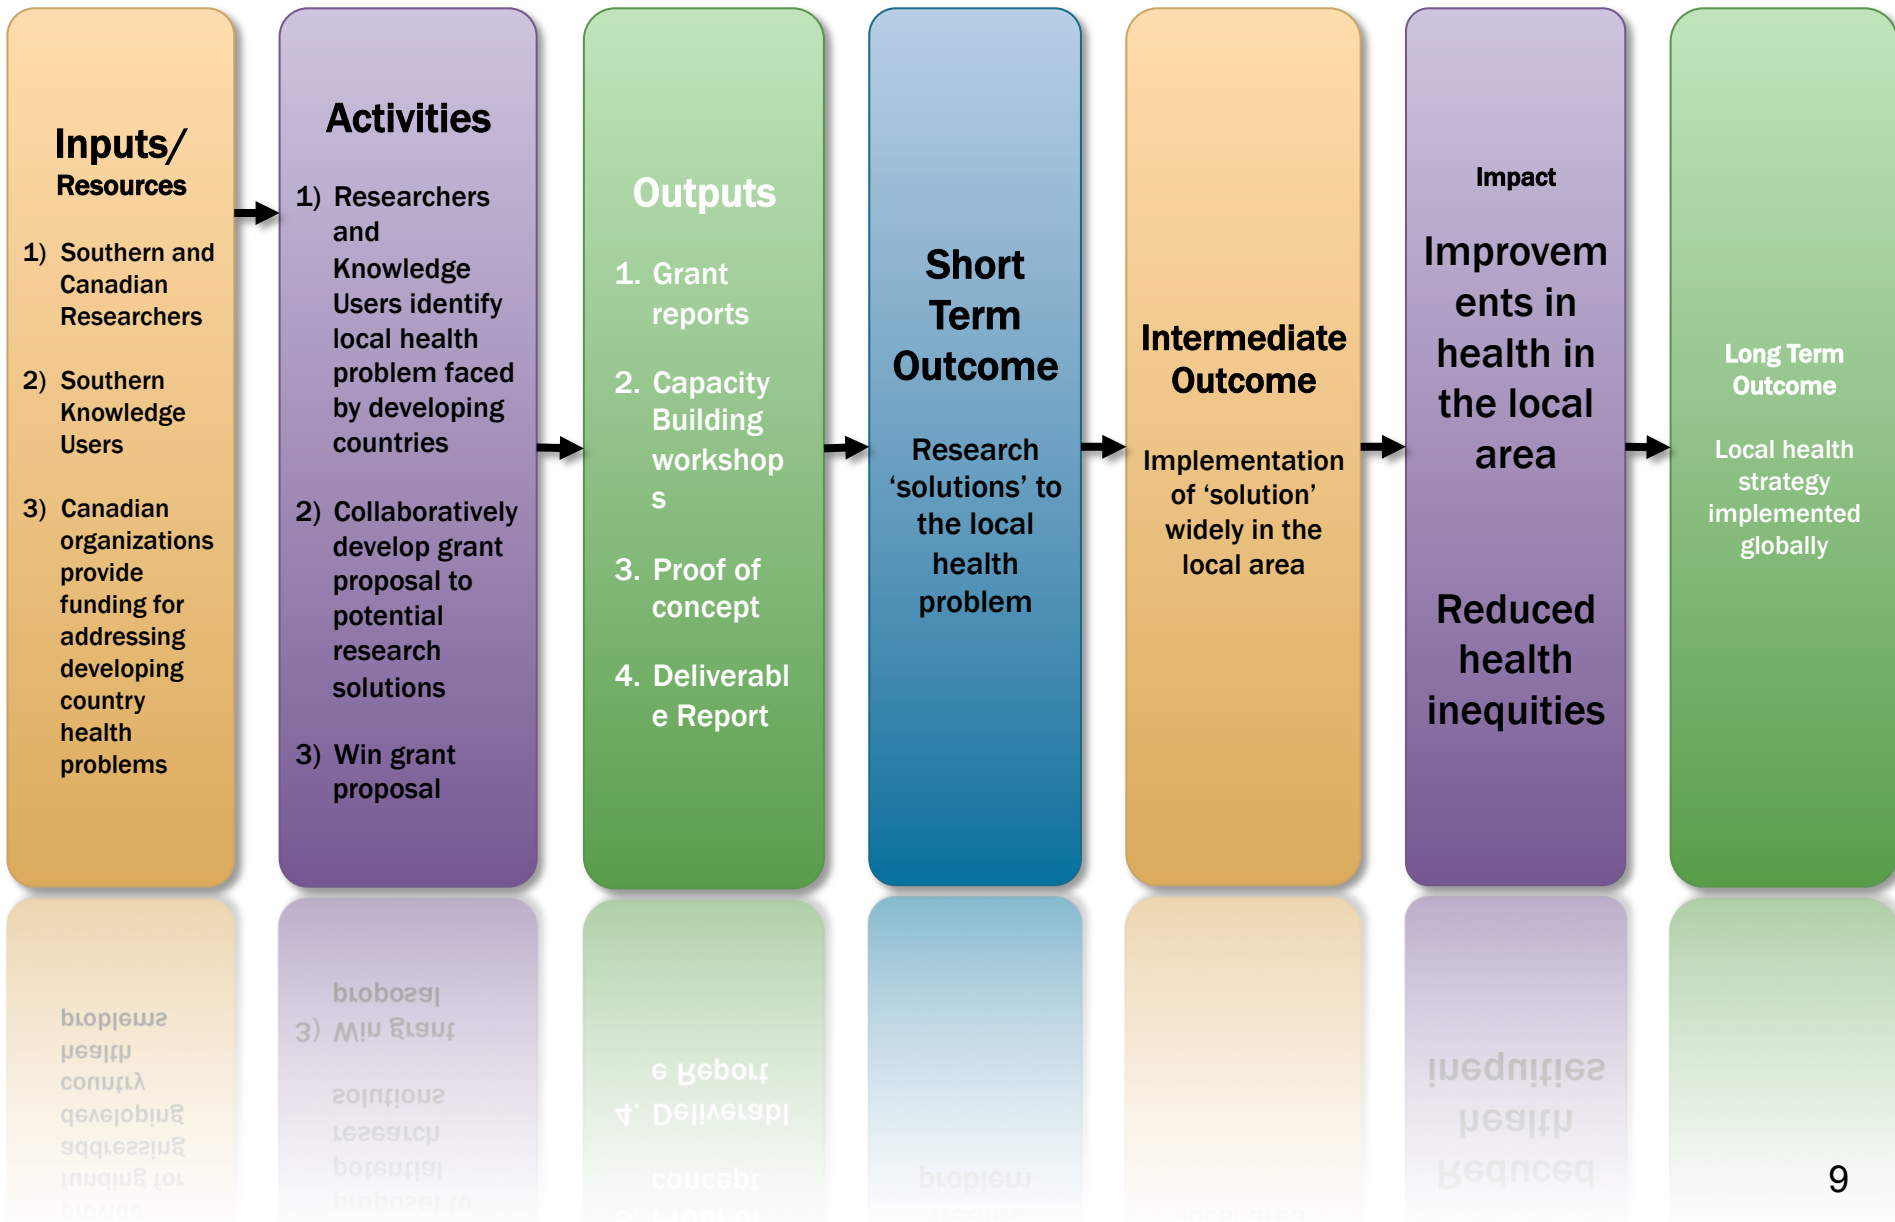 Inputs/
Resources
1) Southern and
Canadian
Researchers
2) Southern
Knowledge
Users
3) Canadian
organizations
provide
funding for
addressing
developing
country
health
problems
Activities
1) Researchers
and
Knowledge
Users identify
local health
problem faced
by developing
countries
2) Collaboratively
develop grant
proposal to
potential
research
solutions
3) Win grant
proposal
Outputs
1. Grant
reports
2. Capacity
Building
workshop
s
3. Proof of
concept
4. Deliverabl
e Report
Short
Term
Outcome
Research
‘solutions’ to
the local
health
problem
Intermediate
Outcome
Implementation
of ‘solution’
widely in the
local area
Impact
Improvem
ents in
health in
the local
area
Reduced
health
inequities
Long Term
Outcome
Local health
strategy
implemented
globally
9